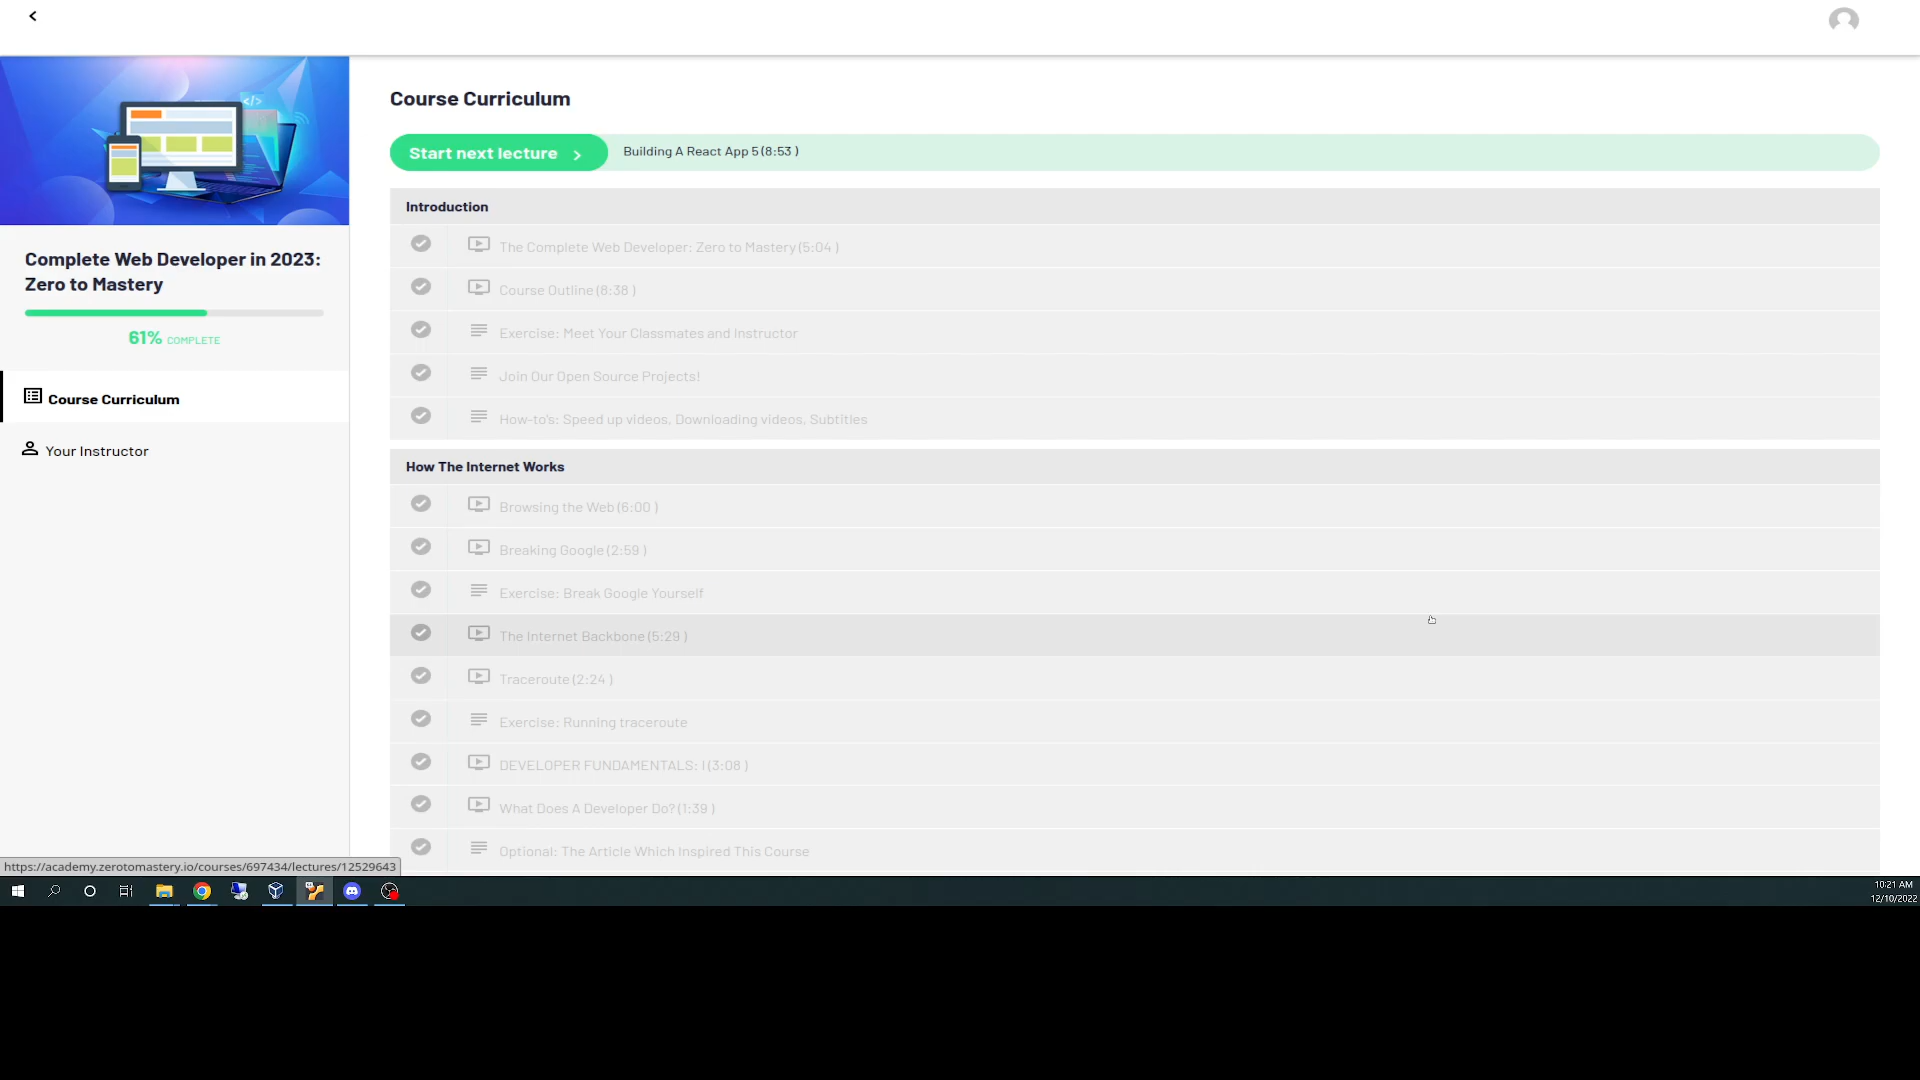 Course Curriculum
Start next lecture
Building A React App 5 (8:53 )
Introduction
The Complete Web Developer: Zero to Mastery (5:04 )
Course Outline (8:38 )
Exercise: Meet Your Classmates and Instructor
Join Our Open Source Projects!
How-to's: Speed up videos, Downloading videos, Subtitles
Complete Web Developer in 2023:
Zero to Mastery
61% COMPLETE
Course Curriculum
Your Instructor
How The Internet Works
Browsing the Web (6:00 )
Breaking Google (2:59 )
Exercise: Break Google Yourself
The Internet Backbone (5:29 )
Traceroute (2:24 )
Exercise: Running traceroute
DEVELOPER FUNDAMENTALS: I (3:08 )
What Does A Developer Do? (1:39 )
Optional: The Article Which Inspired This Course
https://academy.zerotomastery.io/courses/697434/lectures/12529643
10:21 AM
12/10/2022